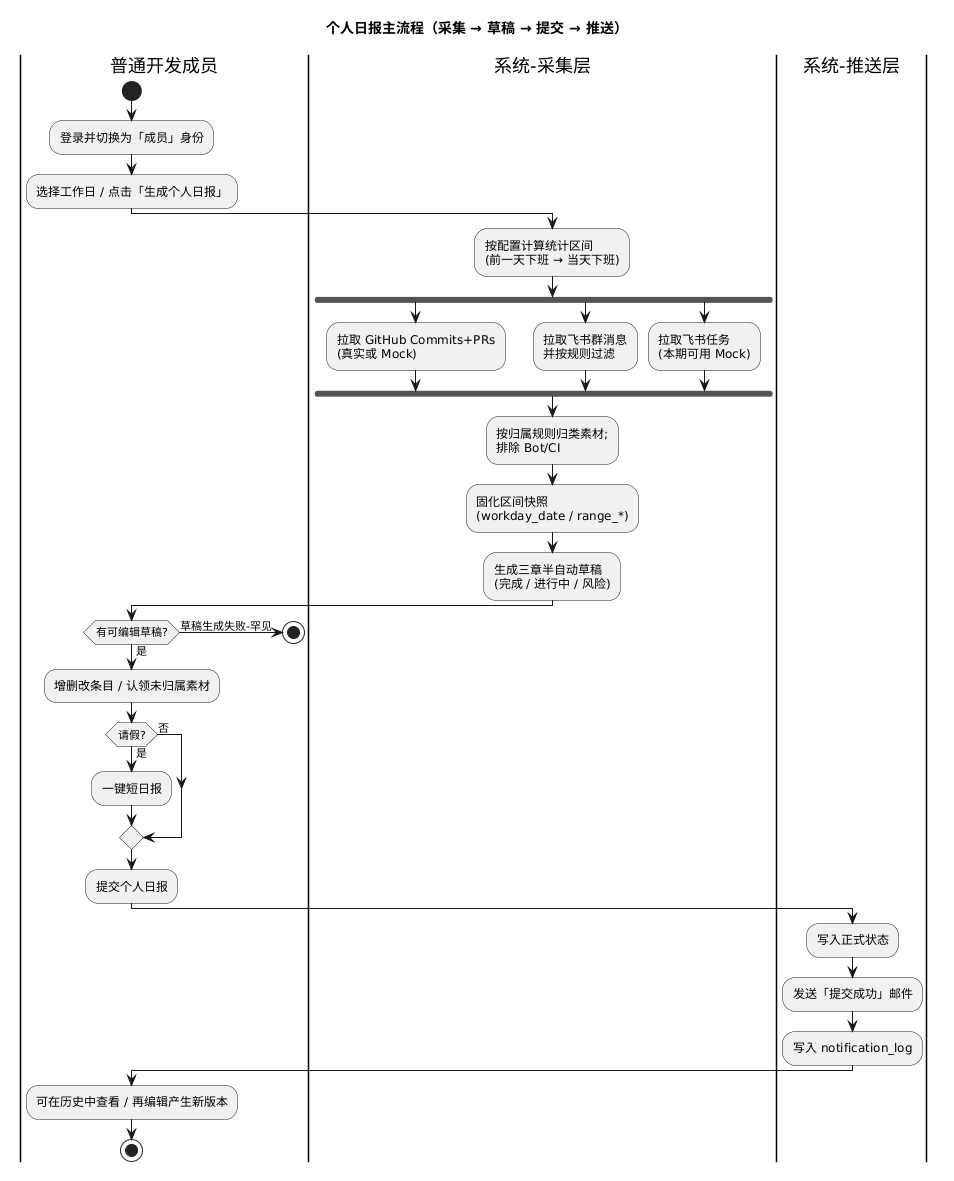 个人日报主流程（采集 → 草稿 → 提交 → 推送）
普通开发成员
系统-采集层
系统-推送层
登录并切换为「成员」身份
选择工作日 / 点击「生成个人日报」
按配置计算统计区间
(前一天下班 → 当天下班)
拉取 GitHub Commits+PRs
(真实或 Mock)
拉取飞书群消息
并按规则过滤
拉取飞书任务
(本期可用 Mock)
按归属规则归类素材;
排除 Bot/CI
固化区间快照
(workday_date / range_*)
生成三章半自动草稿
(完成 / 进行中 / 风险)
有可编辑草稿?
草稿生成失败-罕见
是
增删改条目 / 认领未归属素材
请假?
否
是
一键短日报
提交个人日报
写入正式状态
发送「提交成功」邮件
写入 notification_log
可在历史中查看 / 再编辑产生新版本